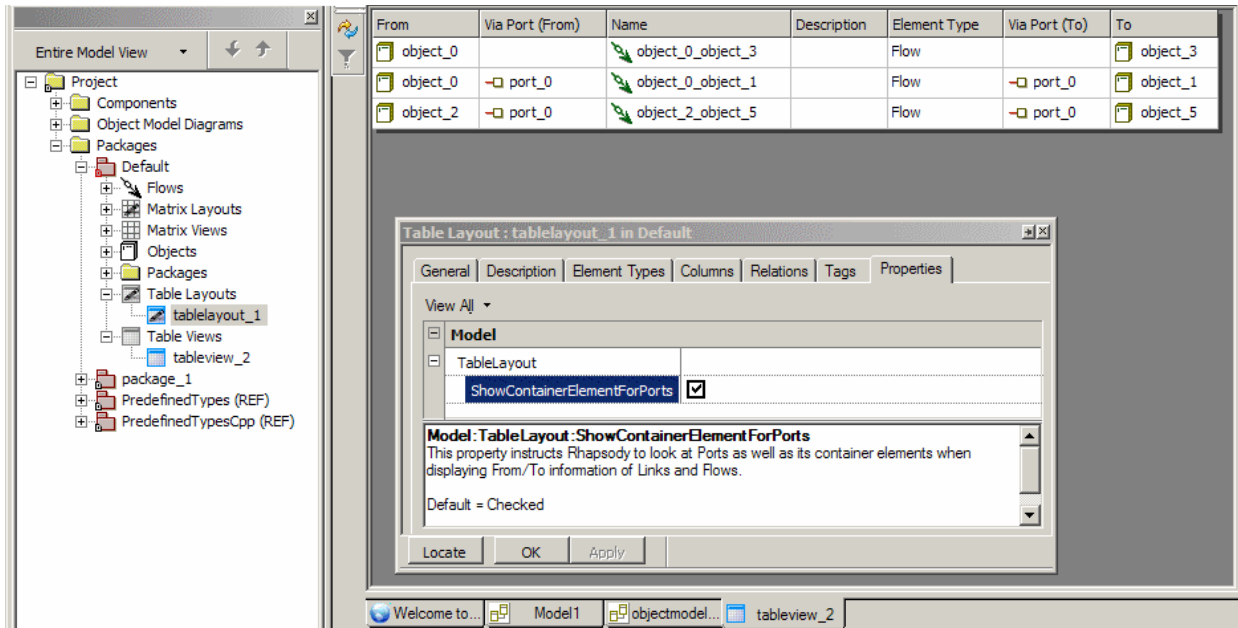 Entire Model View
Project
Components
Object Model Diagrams
Packages
Default
Flows
Matrix Layouts
Matrix Views
Objects
Packages
Table Layouts
tablelayout_1
Table Views
tableview_2
package_1
PredefinedTypes (REF)
PredefinedTypesCpp (REF)
From Via Port (From) Name Description Element Type Via Port (To) To
object_0 object_0_object_3 Flow object_3
object_0 port_0 object_0_object_1 Flow port_0 object_1
object_2 port_0 object_2_object_5 Flow port_0 object_5
Table Layout : tablelayout_1 in Default
General Description Element Types Columns Relations Tags Properties
View All
Model
TableLayout
ShowContainerElementForPorts
Model:TableLayout:ShowContainerElementForPorts
This property instructs Rhapsody to look at Ports as well as its container elements when
displaying From/To information of Links and Flows.
Default = Checked
Locate OK Apply
Welcome to... Model1 objectmodel... tableview_2